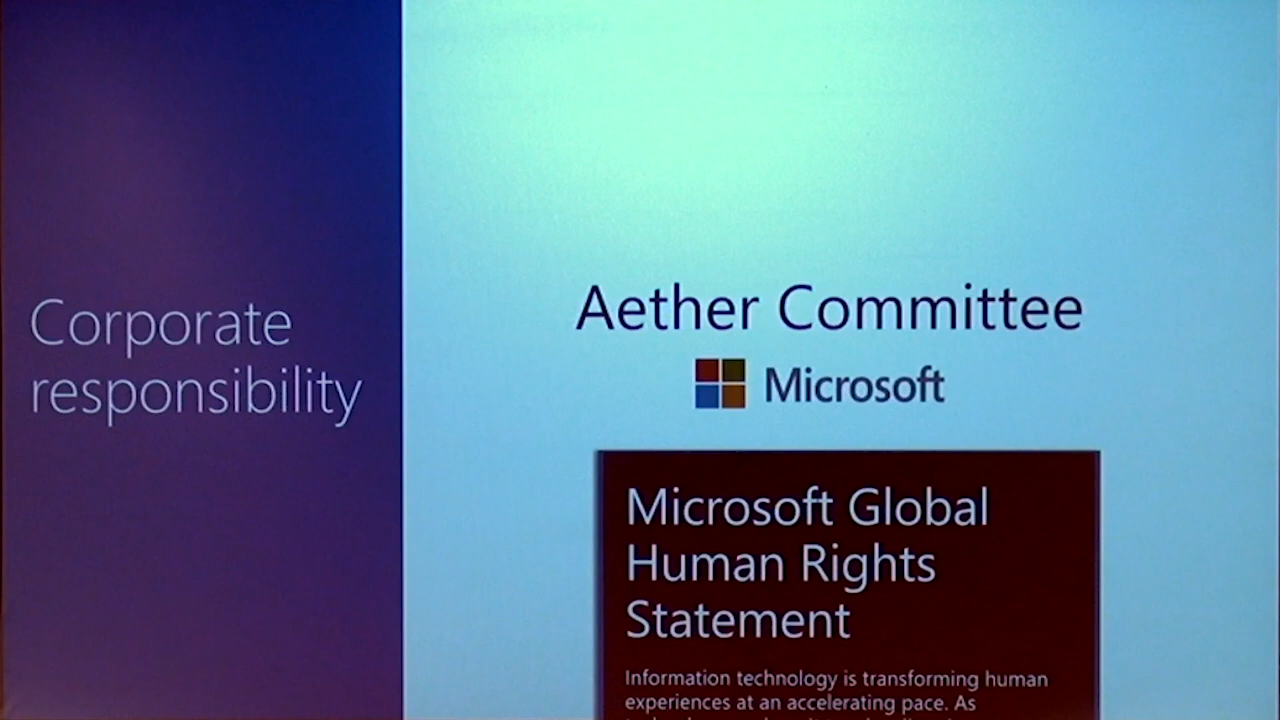 Corporate
responsibility
Aether Committee
Microsoft
Microsoft Global
Human Rights
Statement
Information technology is transforming human
experiences at an accelerating pace. As